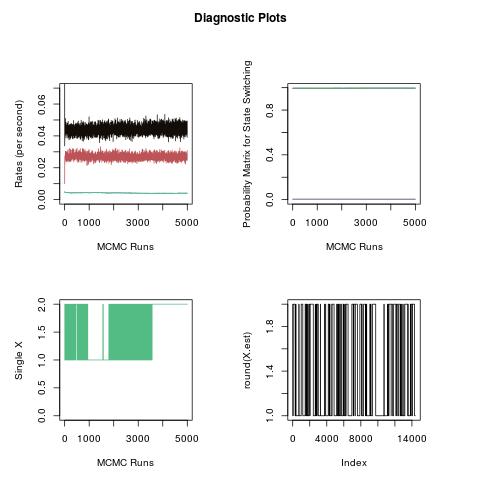 Diagnostic Plots
Rates (per second)
0.00 0.02 0.04 0.06
0 1000 3000 5000
MCMC Runs
Probability Matrix for State Switching
0.0 0.4 0.8
0 1000 3000 5000
MCMC Runs
Single X
0.0 0.5 1.0 1.5 2.0
0 1000 3000 5000
MCMC Runs
round(X.est)
1.0 1.4 1.8
0 4000 8000 14000
Index